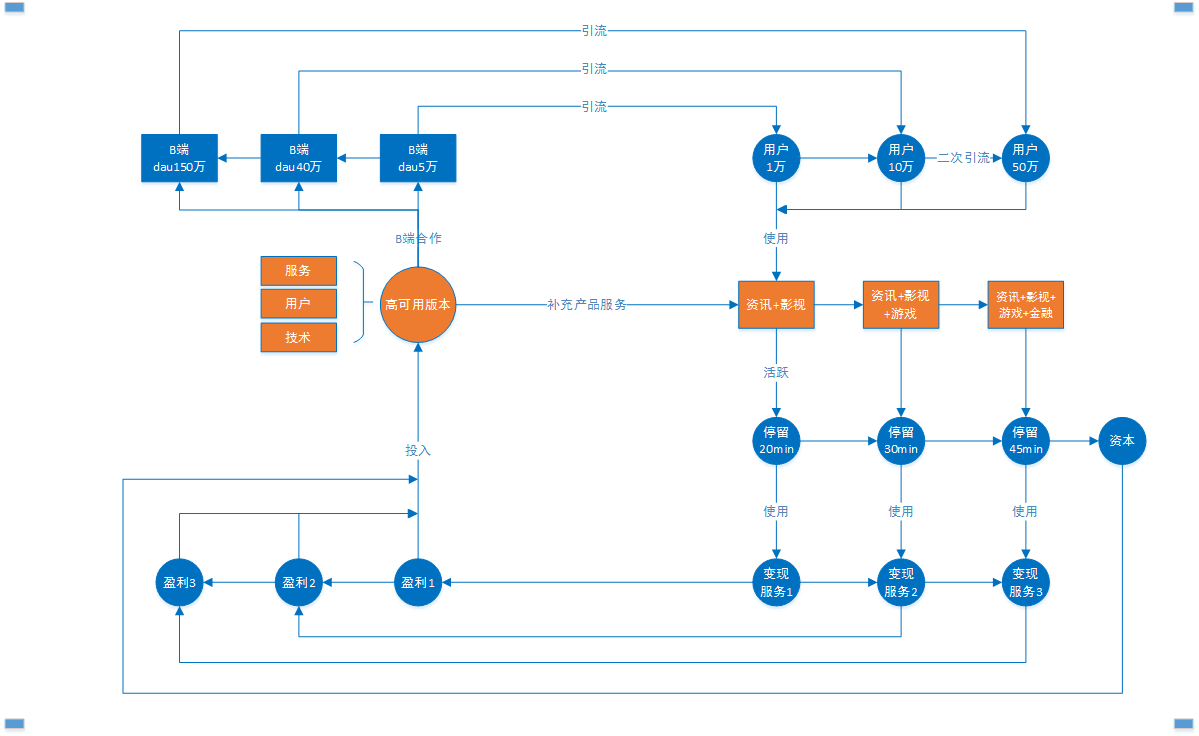 引流
引流
引流
B端
dau150万
B端
dau40万
B端
dau5万
用户
1万
用户
10万
二次引流
用户
50万
B端合作
使用
服务
用户
技术
高可用版本
补充产品服务
资讯+影视
资讯+影视
+游戏
资讯+影视+
游戏+金融
活跃
停留
20min
停留
30min
停留
45min
资本
投入
使用
使用
使用
盈利3
盈利2
盈利1
变现
服务1
变现
服务2
变现
服务3